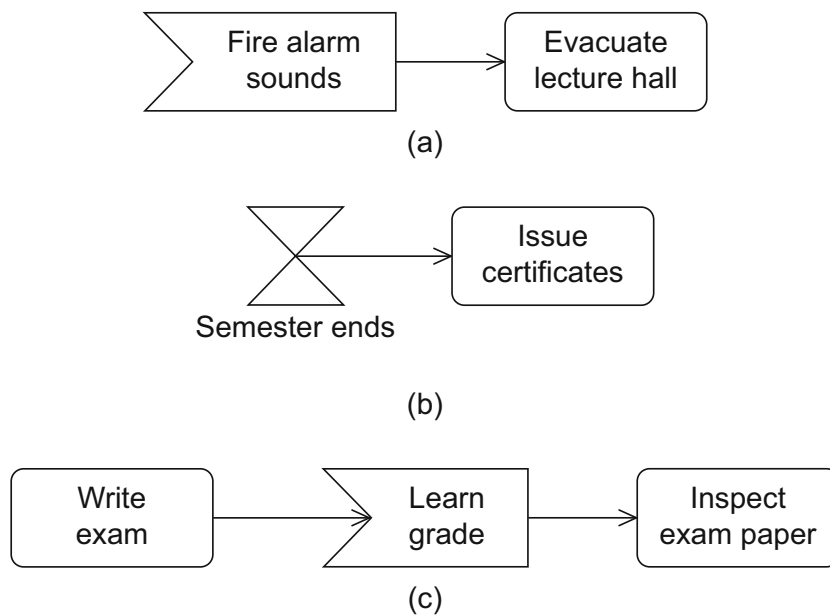 Fire alarm
sounds
Evacuate
lecture hall
(a)
Issue
certificates
Semester ends
(b)
Write
exam
Learn
grade
Inspect
exam paper
(c)